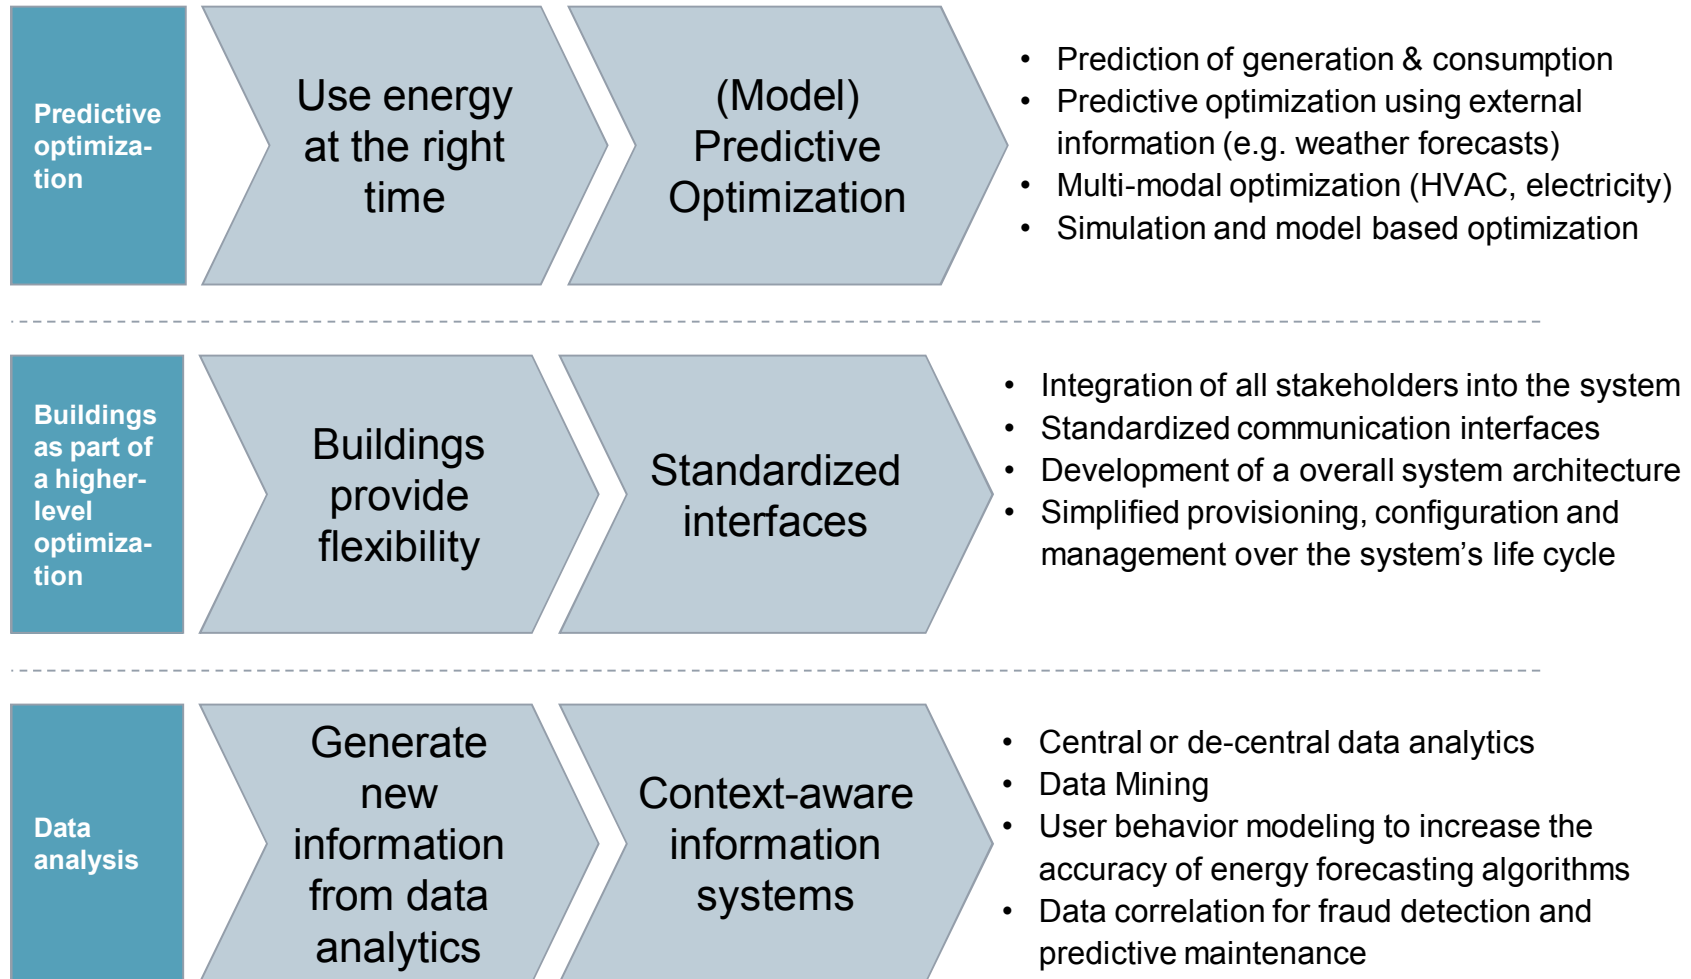 Predictive
optimiza-
tion
Use energy
at the right
time
(Model)
Predictive
Optimization
• Prediction of generation & consumption
• Predictive optimization using external
information (e.g. weather forecasts)
• Multi-modal optimization (HVAC, electricity)
• Simulation and model based optimization
Buildings
as part of
a higher-
level
optimiza-
tion
Buildings
provide
flexibility
Standardized
interfaces
• Integration of all stakeholders into the system
• Standardized communication interfaces
• Development of a overall system architecture
• Simplified provisioning, configuration and
management over the system’s life cycle
Data
analysis
Generate
new
information
from data
analytics
Context-aware
information
systems
• Central or de-central data analytics
• Data Mining
• User behavior modeling to increase the
accuracy of energy forecasting algorithms
• Data correlation for fraud detection and
predictive maintenance